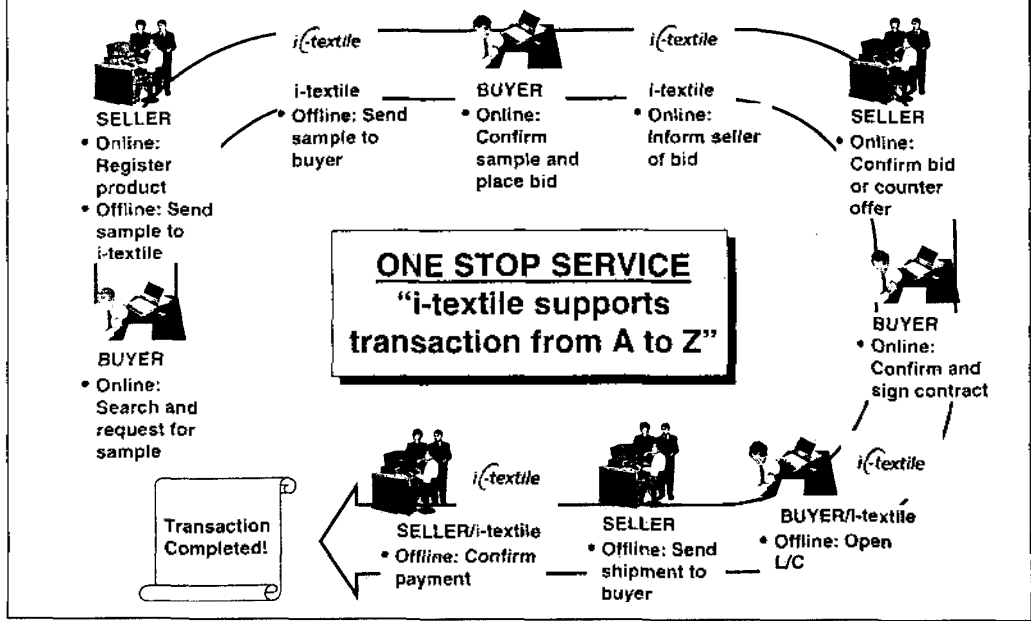 i-textile
i-textile
SELLER
• Online:
Register
product
• Offline: Send
sample to
i-textile
i-textile
• Offline: Send
sample to
buyer
BUYER
• Online:
Confirm
sample and
place bid
i-textile
• Online:
Inform seller
of bid
SELLER
• Online:
Confirm bid
or counter
offer
ONE STOP SERVICE
“i-textile supports
transaction from A to Z”
BUYER
• Online:
Search and
request for
sample
BUYER
• Online:
Confirm and
sign contract
i-textile
i-textile
BUYER/i-textile
• Offline: Open
L/C
SELLER
• Offline: Send
shipment to
buyer
SELLER/i-textile
• Offline: Confirm
payment
Transaction
Completed!